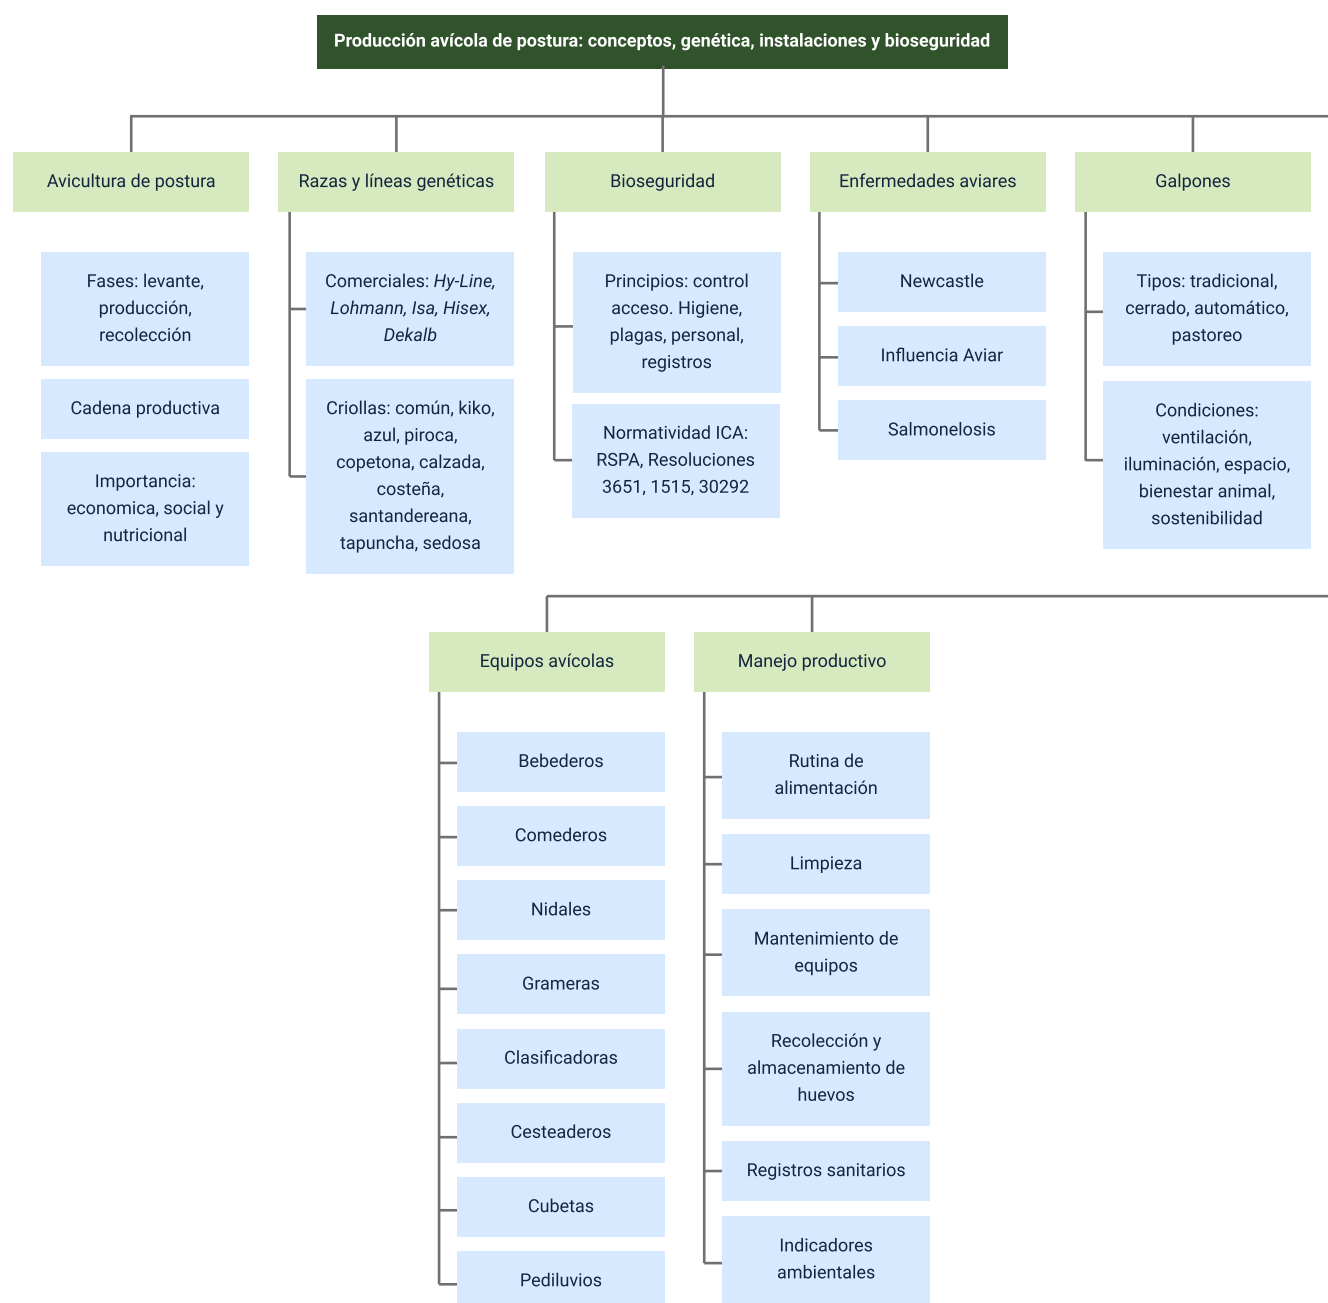 Producción avícola de postura: conceptos, genética, instalaciones y bioseguridad
Avicultura de postura
Fases: levante,
producción,
recolección
Cadena productiva
Importancia:
economica, social y
nutricional
Razas y líneas genéticas
Comerciales: Hy-Line,
Lohmann, Isa, Hisex,
Dekalb
Criollas: común, kiko,
azul, piroca,
copetona, calzada,
costeña,
santandereana,
tapuncha, sedosa
Bioseguridad
Principios: control
acceso. Higiene,
plagas, personal,
registros
Normatividad ICA:
RSPA, Resoluciones
3651, 1515, 30292
Enfermedades aviares
Newcastle
Influencia Aviar
Salmonelosis
Galpones
Tipos: tradicional,
cerrado, automático,
pastoreo
Condiciones:
ventilación,
iluminación, espacio,
bienestar animal,
sostenibilidad
Equipos avícolas
Bebederos
Comederos
Nidales
Grameras
Clasificadoras
Cesteaderos
Cubetas
Pediluvios
Manejo productivo
Rutina de
alimentación
Limpieza
Mantenimiento de
equipos
Recolección y
almacenamiento de
huevos
Registros sanitarios
Indicadores
ambientales